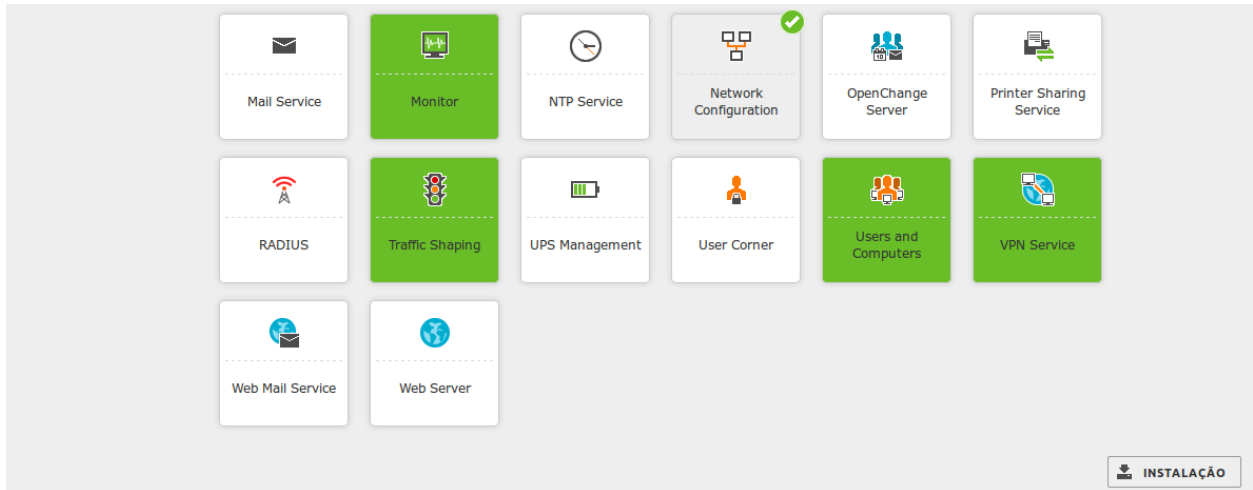 Mail Service
Monitor
NTP Service
Network
Configuration
OpenChange
Server
Printer Sharing
Service
RADIUS
Traffic Shaping
UPS Management
User Corner
Users and
Computers
VPN Service
Web Mail Service
Web Server
INSTALAÇÃO